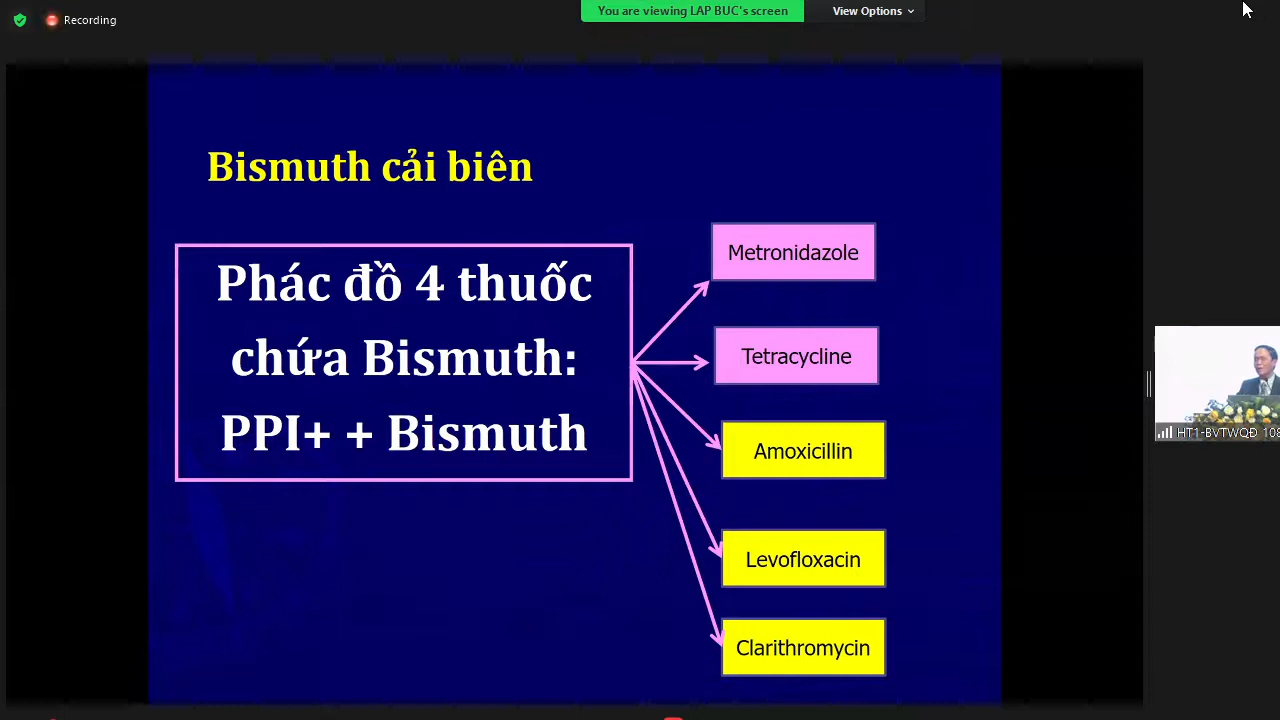 Recording
You are viewing LAP BUC's screen
View Options
Bismuth cải biên
Phác đồ 4 thuốc
chứa Bismuth:
PPI+ + Bismuth
Metronidazole
Tetracycline
Amoxicillin
Levofloxacin
Clarithromycin
HT1-BVTWQĐ 108